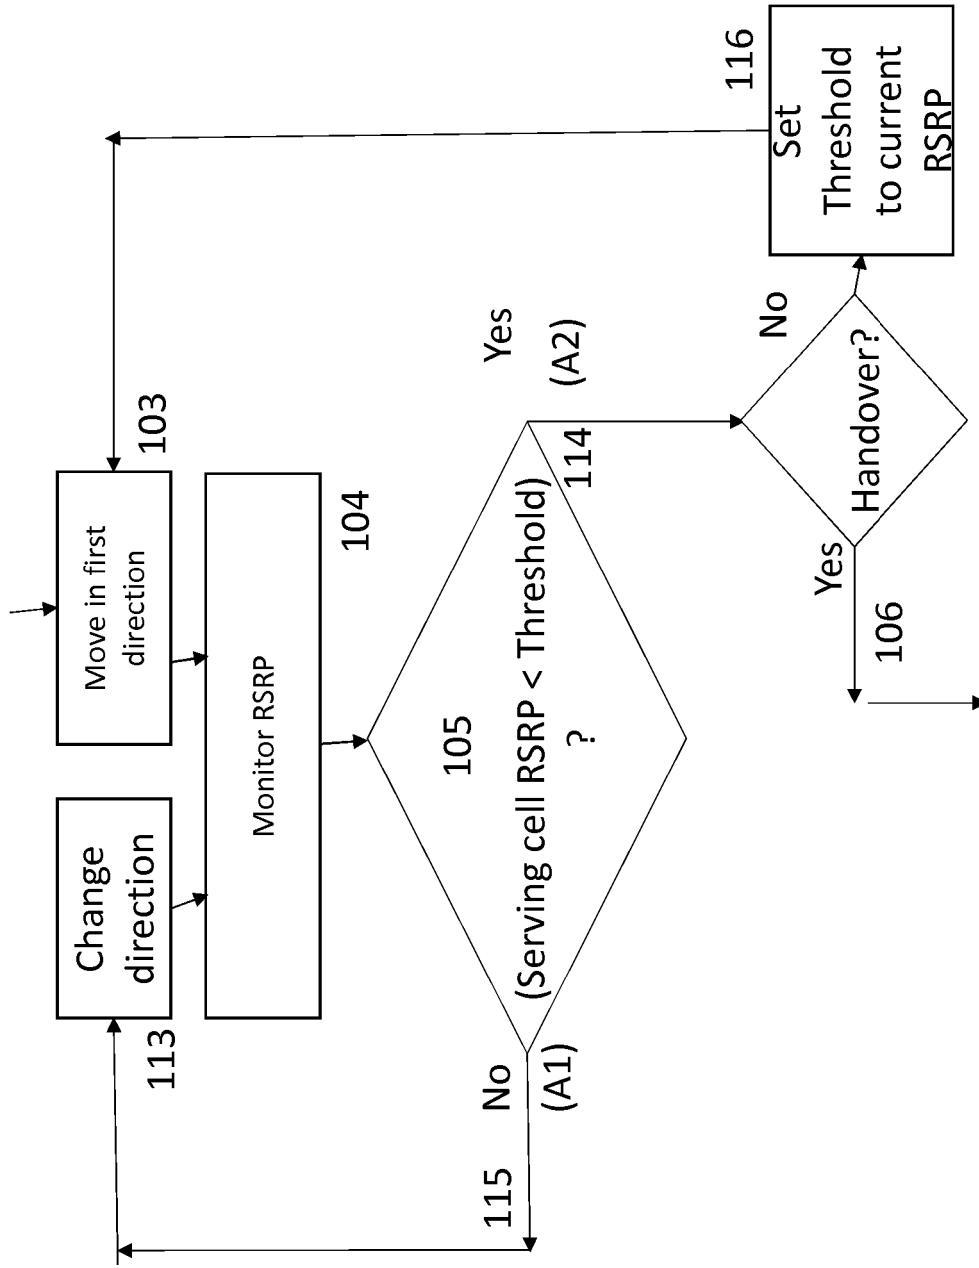 113
Change
direction
Move in first
direction
103
Monitor RSRP
104
105
(Serving cell RSRP < Threshold)
?
115
No
(A1)
Yes
(A2)
114
Handover?
Yes
106
No
116
Set
Threshold
to current
RSRP